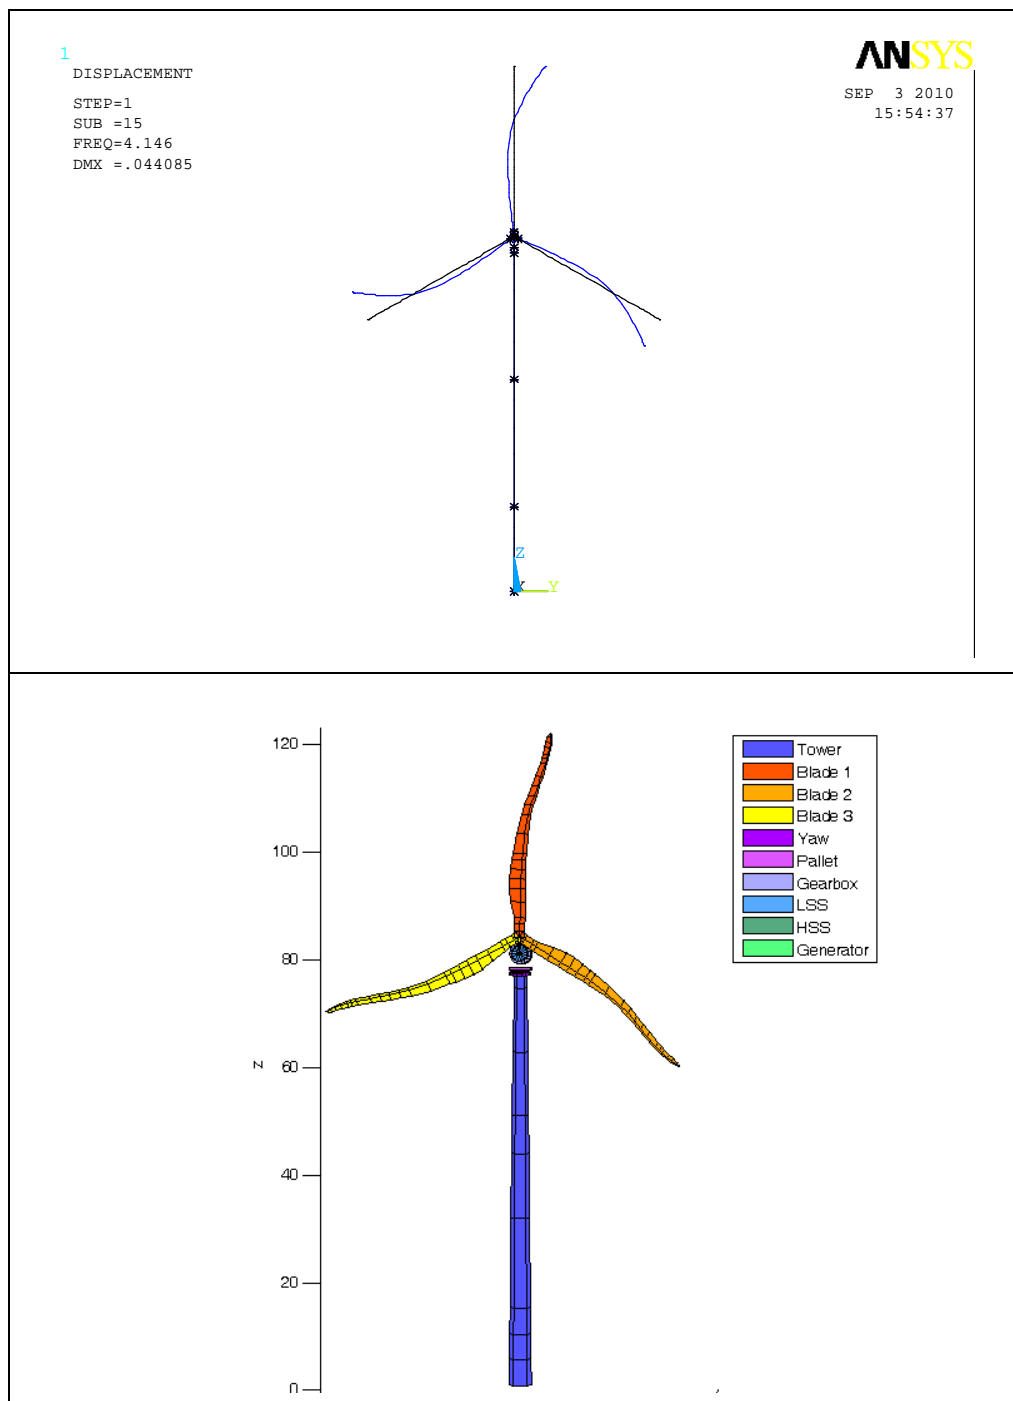 1
DISPLACEMENT
STEP=1
SUB =15
FREQ=4.146
DMX =.044085
ANSYS
SEP 3 2010
15:54:37
Z
Y
120
100
80
60
40
20
0
Z
Tower
Blade 1
Blade 2
Blade 3
Yaw
Pallet
Gearbox
LSS
HSS
Generator